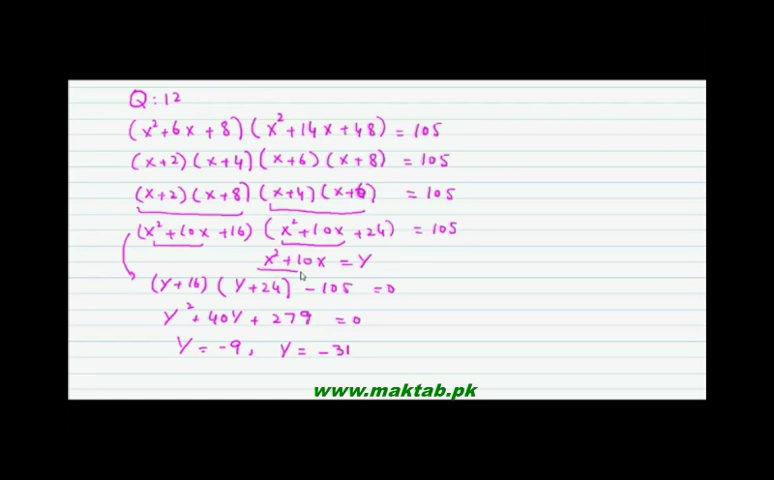 Q : 12
(x²+6x+8)(x²+14x+48) = 105
(x+2)(x+4)(x+6)(x+8) = 105
(x+2)(x+8)(x+4)(x+6) = 105
(x²+10x+16)(x²+10x+24) = 105
x²+10x = Y
(Y+16)(Y+24) - 105 = 0
Y²+40Y+279 = 0
Y = -9, Y = -31
www.maktab.pk